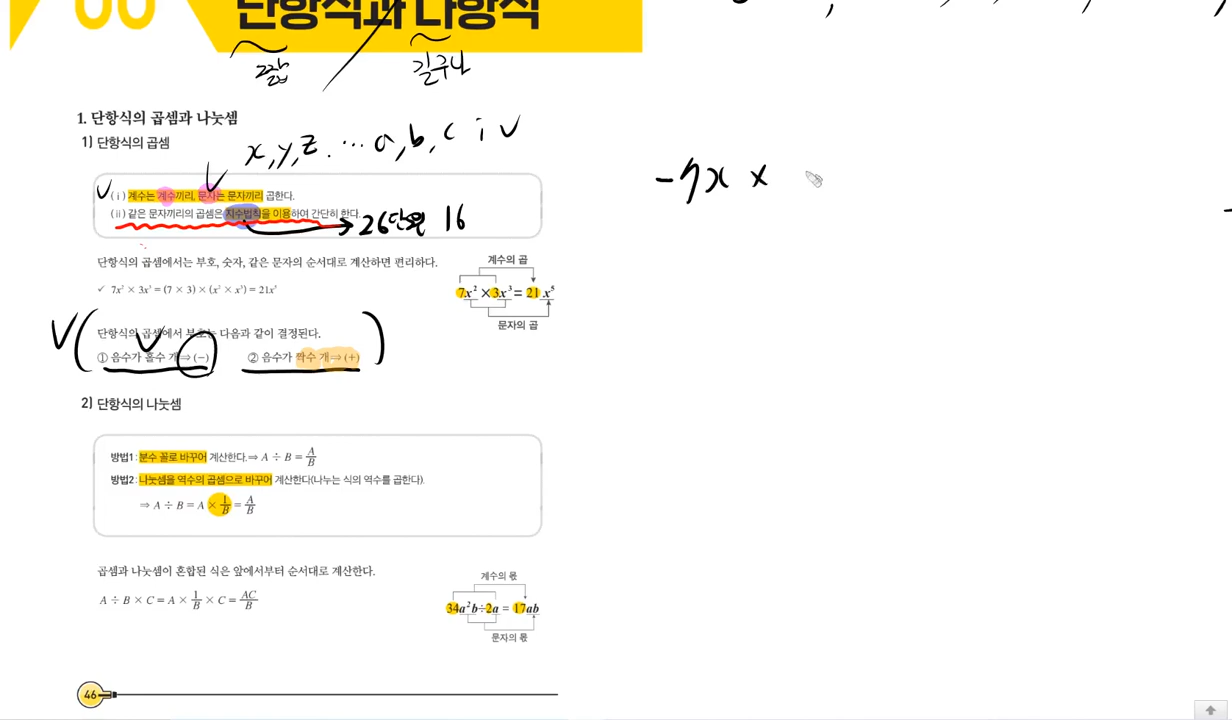 단항식과 다항식
짧
길구나
1. 단항식의 곱셈과 나눗셈
1) 단항식의 곱셈
x, y, z. ... a, b, c i v
(ⅰ) 계수는 계수끼리, 문자는 문자끼리 곱한다.
(ⅱ) 같은 문자끼리의 곱셈은 지수법칙을 이용하여 간단히 한다.
26단원 16
단항식의 곱셈에서는 부호, 숫자, 같은 문자의 순서대로 계산하면 편리하다.
✓ 7x² × 3x³ = (7 × 3) × (x² × x³) = 21x⁵
계수의 곱
7x² × 3x³ = 21x⁵
문자의 곱
단항식의 곱셈에서 부호는 다음과 같이 결정된다.
① 음수가 홀수 개 ⇒ (−) ② 음수가 짝수 개 ⇒ (+)
2) 단항식의 나눗셈
방법1: 분수 꼴로 바꾸어 계산한다. ⇒ A ÷ B = A/B
방법2: 나눗셈을 역수의 곱셈으로 바꾸어 계산한다(나누는 식의 역수를 곱한다).
⇒ A ÷ B = A × 1/B = A/B
곱셈과 나눗셈이 혼합된 식은 앞에서부터 순서대로 계산한다.
A ÷ B × C = A × 1/B × C = AC/B
계수의 몫
34a²b ÷ 2a = 17ab
문자의 몫
46
-7x ×